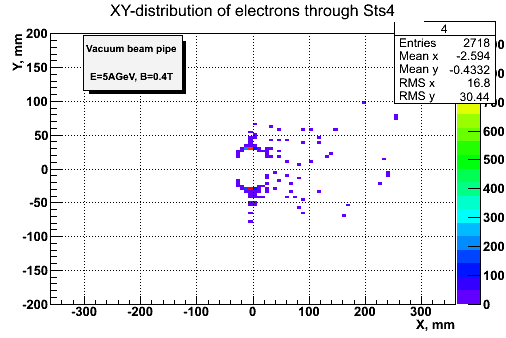 XY-distribution of electrons through Sts4
Y, mm
200
150
100
50
0
-50
-100
-150
-200
Vacuum beam pipe
E=5AGeV, B=0.4T
4
Entries 2718
Mean x -2.594
Mean y -0.4332
RMS x 16.8
RMS y 30.44
600
500
400
300
200
100
0
-300 -200 -100 0 100 200 300
X, mm